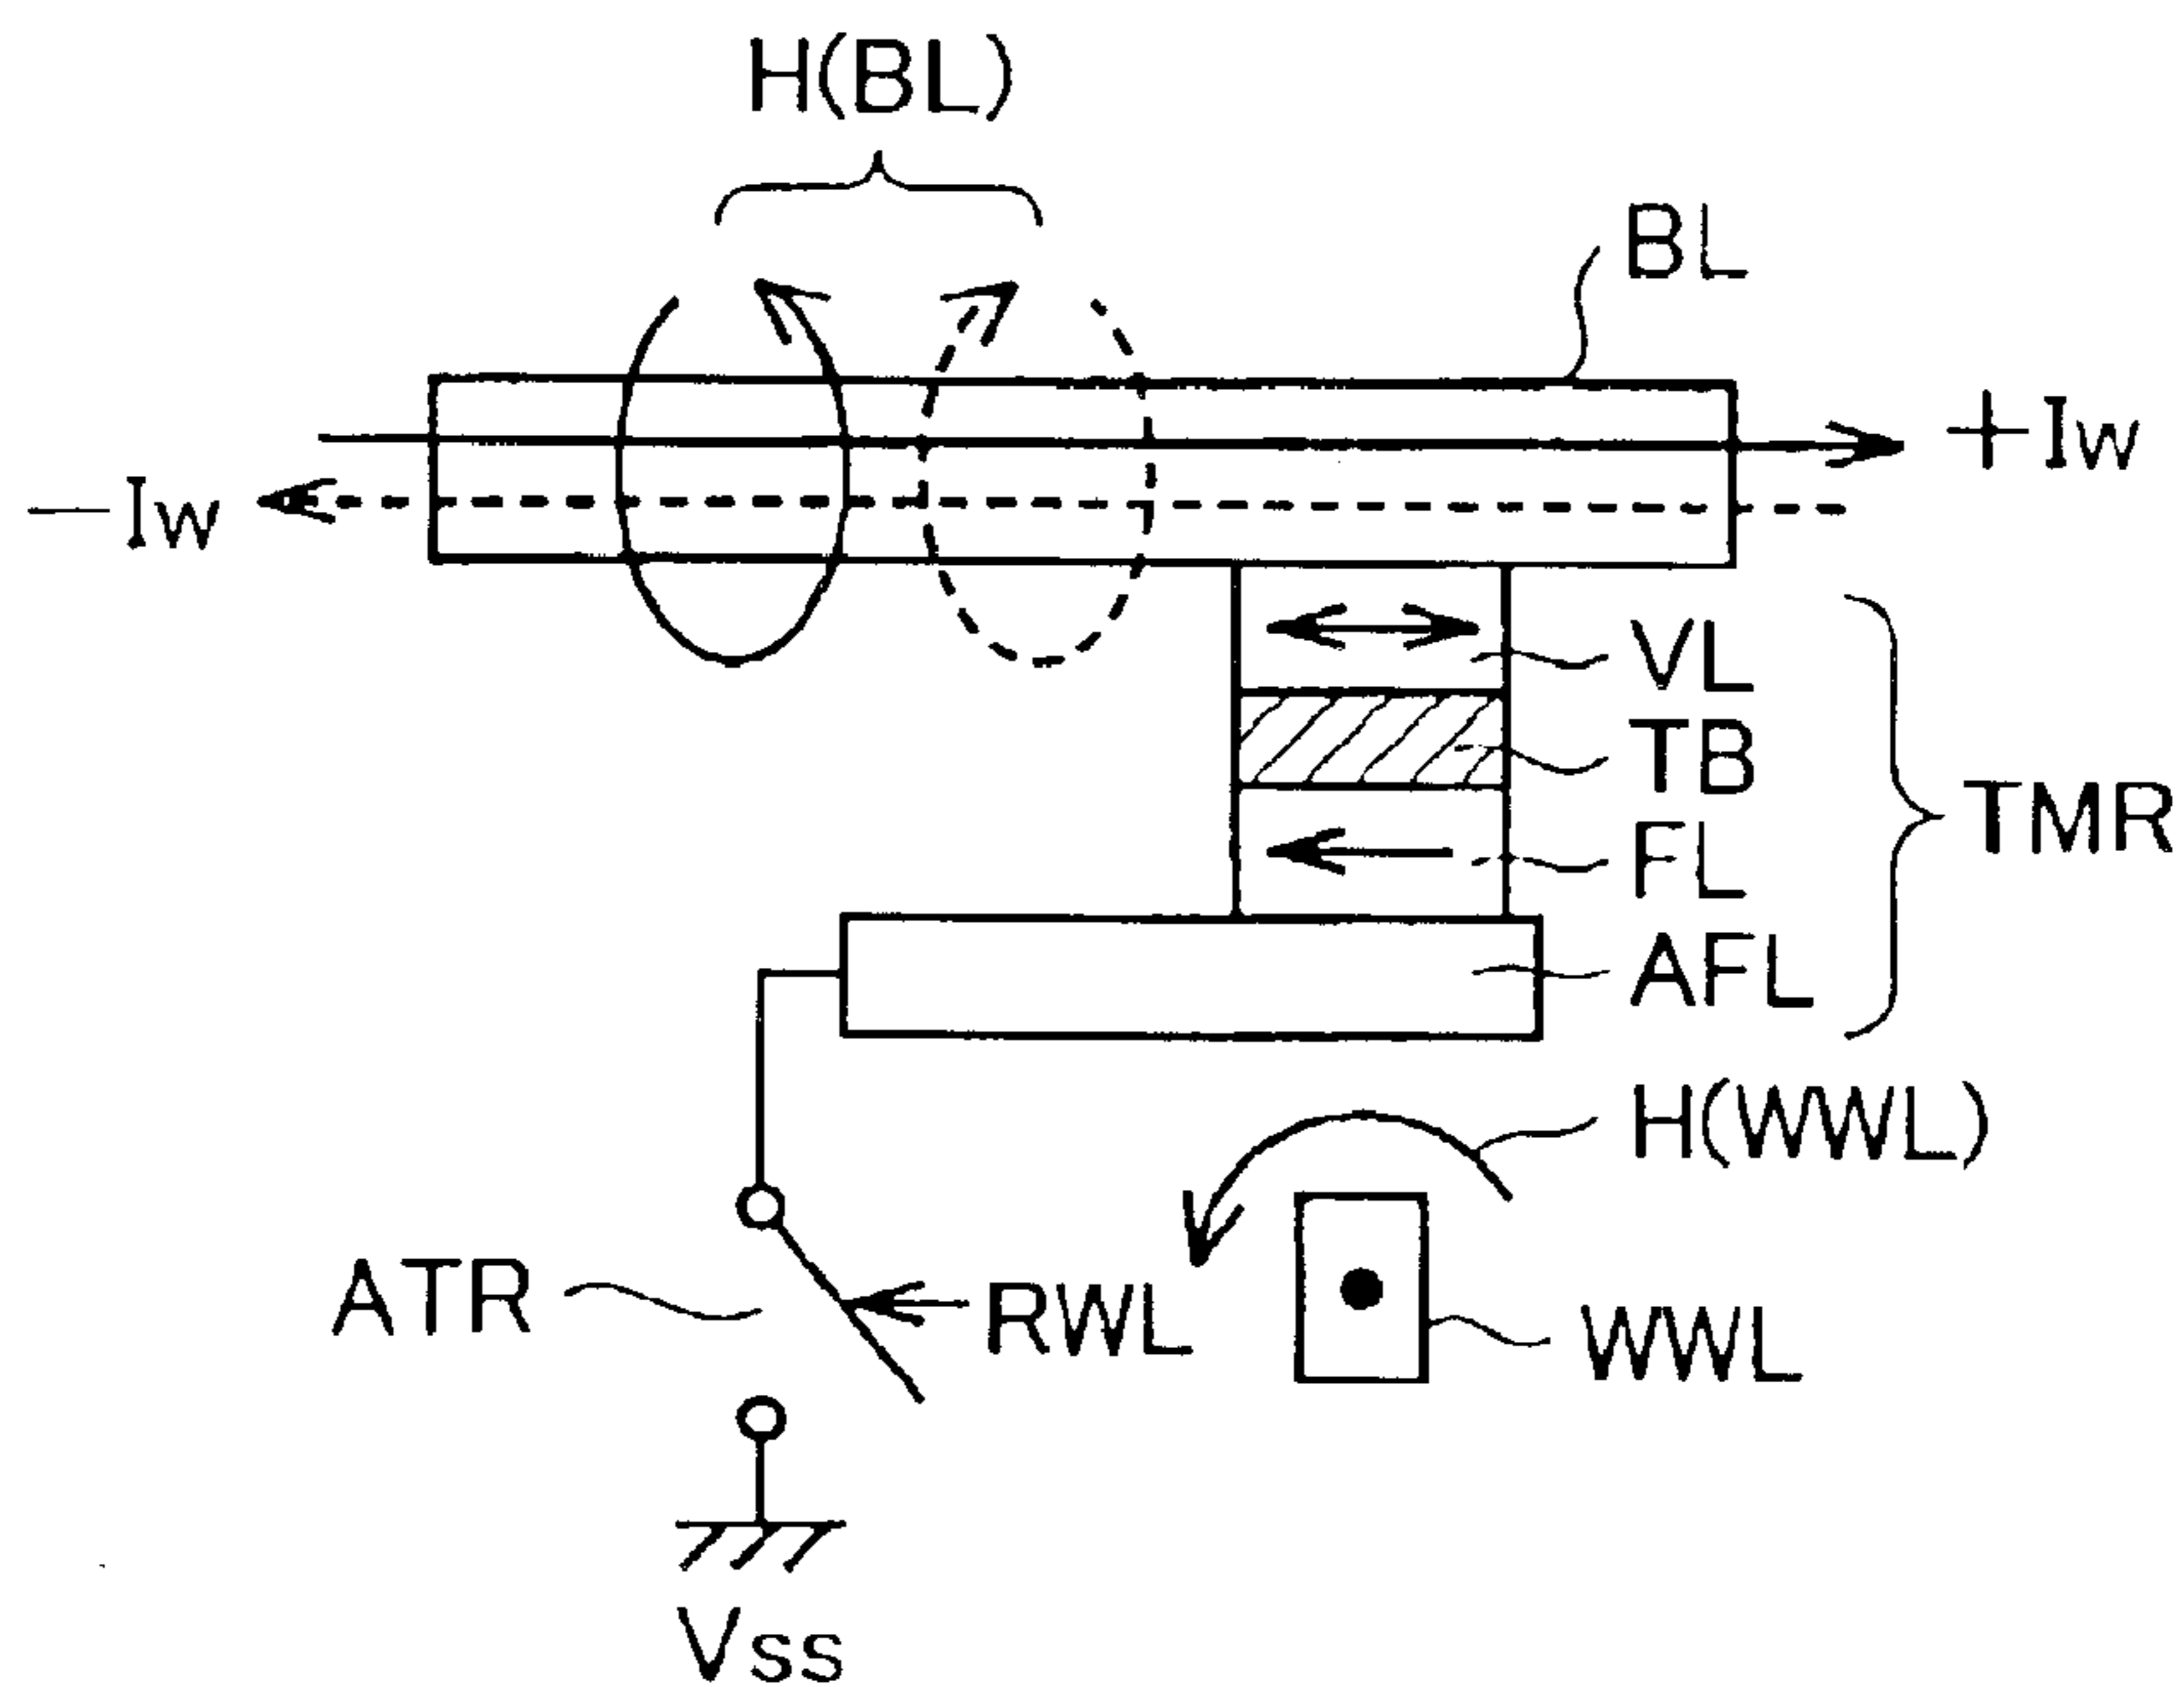 H(BL)
BL
+Iw
−Iw
VL
TB
TMR
FL
AFL
H(WWL)
ATR
RWL
WWL
Vss